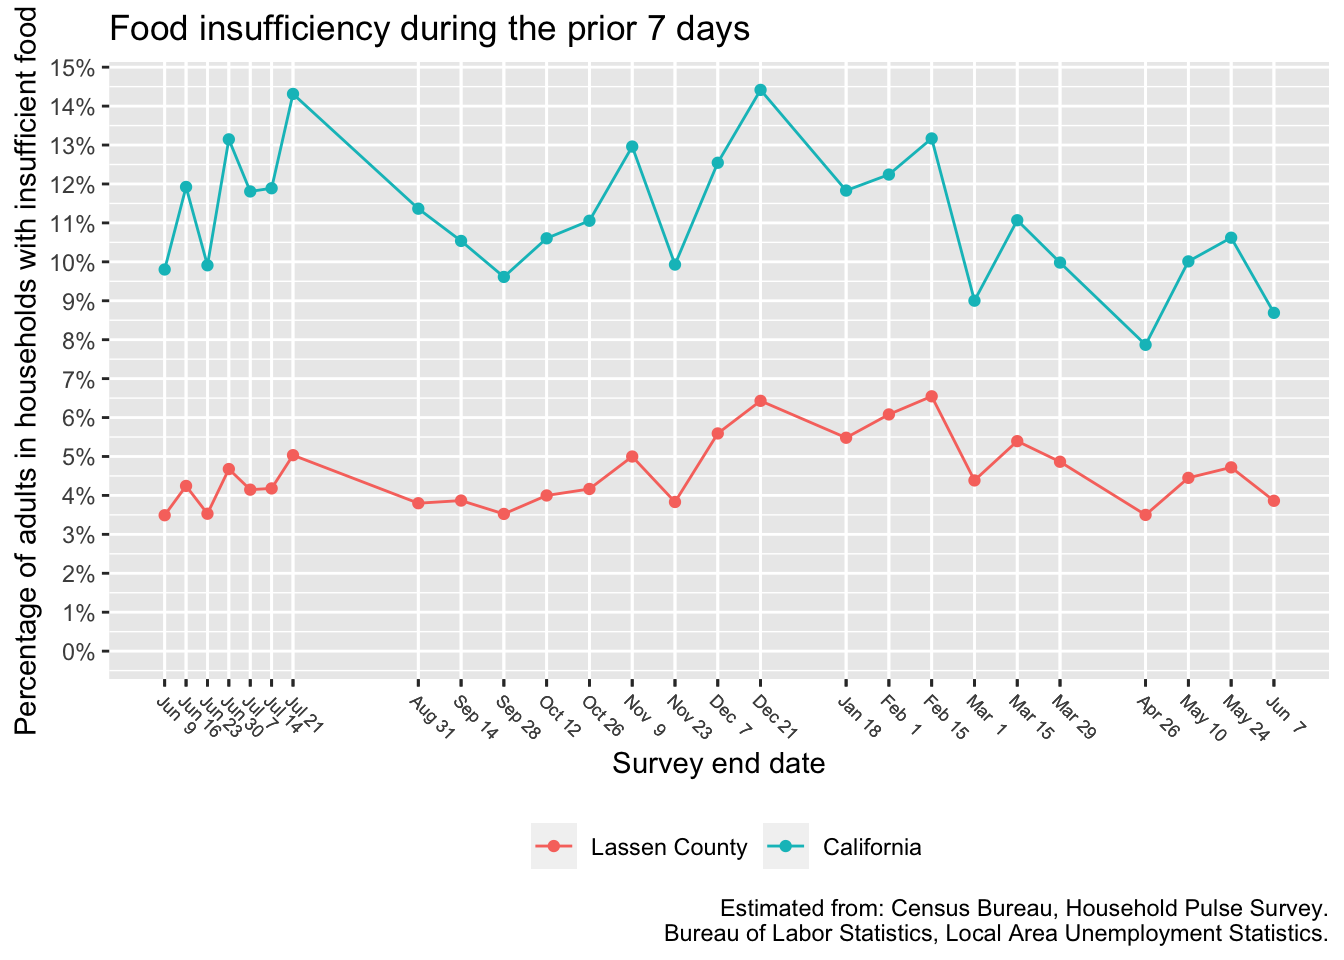 Food insufficiency during the prior 7 days
Percentage of adults in households with insufficient food
15%
14%
13%
12%
11%
10%
9%
8%
7%
6%
5%
4%
3%
2%
1%
0%
Jun 9
Jun 16
Jun 23
Jun 30
Jul 7
Jul 14
Jul 21
Aug 31
Sep 14
Sep 28
Oct 12
Oct 26
Nov 9
Nov 23
Dec 7
Dec 21
Jan 18
Feb 1
Feb 15
Mar 1
Mar 15
Mar 29
Apr 26
May 10
May 24
Jun 7
Survey end date
Lassen County
California
Estimated from: Census Bureau, Household Pulse Survey.
Bureau of Labor Statistics, Local Area Unemployment Statistics.